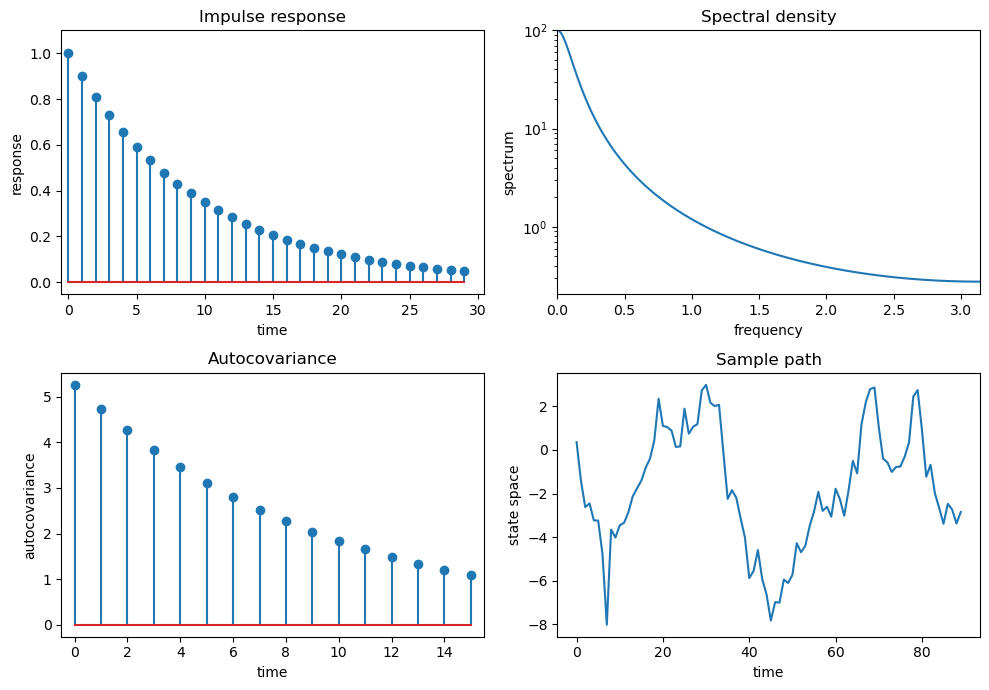 Impulse response
response
1.0
0.8
0.6
0.4
0.2
0.0
0 5 10 15 20 25 30
time
Spectral density
spectrum
10²
10¹
10⁰
0.0 0.5 1.0 1.5 2.0 2.5 3.0
frequency
Autocovariance
autocovariance
5
4
3
2
1
0
0 2 4 6 8 10 12 14
time
Sample path
state space
2
0
−2
−4
−6
−8
0 20 40 60 80
time